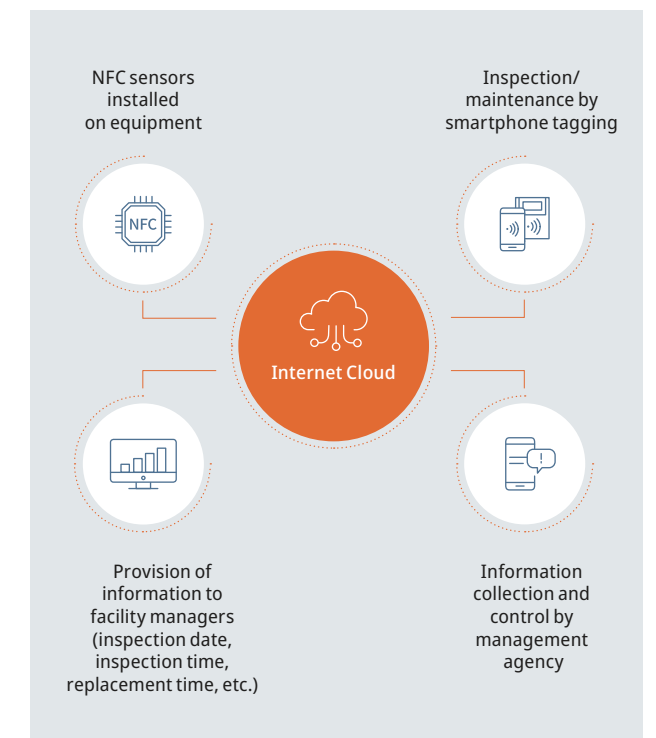 NFC sensors
installed
on equipment
Inspection/
maintenance by
smartphone tagging
NFC
Internet Cloud
!
Provision of
information to
facility managers
(inspection date,
inspection time,
replacement time, etc.)
Information
collection and
control by
management
agency